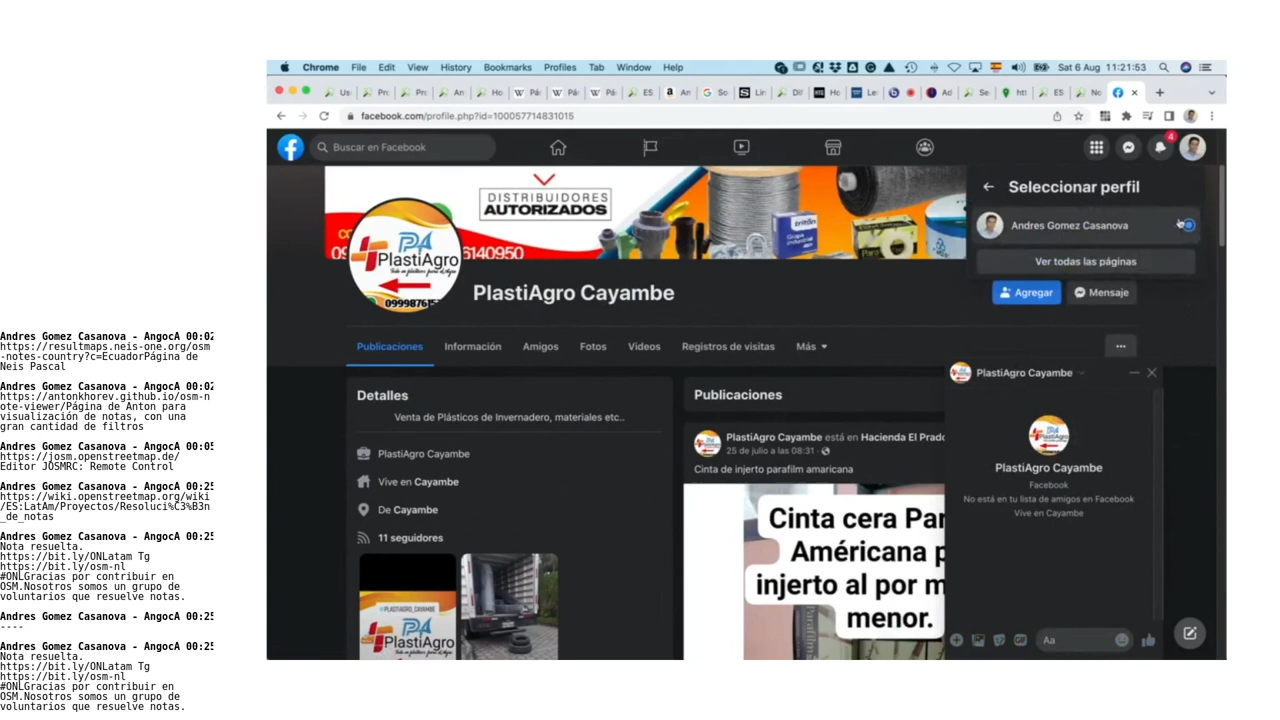 Chrome File Edit View History Bookmarks Profiles Tab Window Help
Sat 6 Aug 11:21:53
facebook.com/profile.php?id=100057714831015
Buscar en Facebook
4
DISTRIBUIDORES
AUTORIZADOS
6140950
PA
PlastiAgro
PlastiAgro Cayambe
Seleccionar perfil
Andres Gomez Casanova
Ver todas las páginas
Agregar
Mensaje
Publicaciones Información Amigos Fotos Videos Registros de visitas Más
Detalles
Venta de Plásticos de Invernadero, materiales etc..
PlastiAgro Cayambe
Vive en Cayambe
De Cayambe
11 seguidores
@PLASTIAGRO_CAYAMBE
PA
PlastiAgro
Publicaciones
PlastiAgro Cayambe está en Hacienda El Prado
25 de julio a las 08:31 ·
Cinta de injerto parafilm amaricana
Cinta cera Par
Américana p
injerto al por m
menor.
PlastiAgro Cayambe
PlastiAgro Cayambe
Facebook
No está en tu lista de amigos en Facebook
Vive en Cayambe
Aa
Andres Gomez Casanova - AngocA 00:02
https://resultmaps.neis-one.org/osm
-notes-country?c=EcuadorPágina de
Neis Pascal
Andres Gomez Casanova - AngocA 00:02
https://antonkhorev.github.io/osm-n
ote-viewer/Página de Anton para
visualización de notas, con una
gran cantidad de filtros
Andres Gomez Casanova - AngocA 00:05
https://josm.openstreetmap.de/
Editor JOSMRC: Remote Control
Andres Gomez Casanova - AngocA 00:25
https://wiki.openstreetmap.org/wiki
/ES:LatAm/Proyectos/Resoluci%C3%B3n
_de_notas
Andres Gomez Casanova - AngocA 00:25
Nota resuelta.
https://bit.ly/ONLatam Tg
https://bit.ly/osm-nl
#ONLGracias por contribuir en
OSM.Nosotros somos un grupo de
voluntarios que resuelve notas.
Andres Gomez Casanova - AngocA 00:25
----
Andres Gomez Casanova - AngocA 00:25
Nota resuelta.
https://bit.ly/ONLatam Tg
https://bit.ly/osm-nl
#ONLGracias por contribuir en
OSM.Nosotros somos un grupo de
voluntarios que resuelve notas.